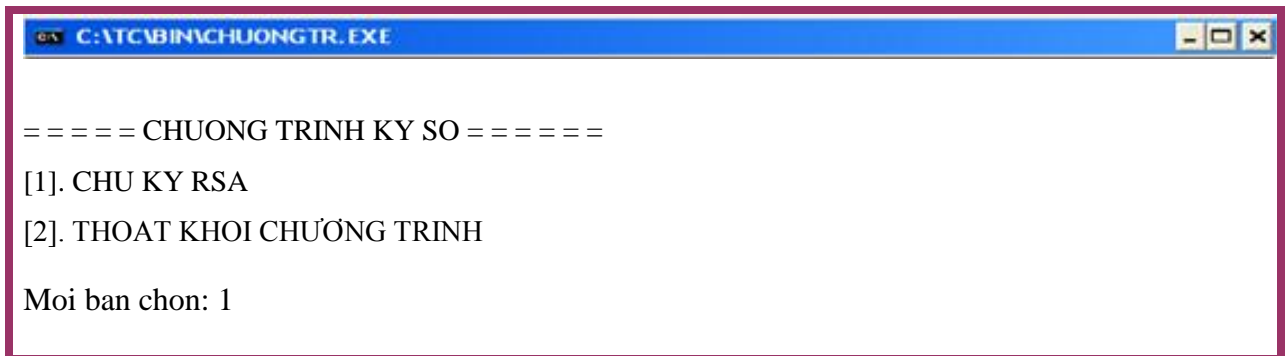 C:\TC\BIN\CHUONGTR.EXE
= = = = = CHUONG TRINH KY SO = = = = = =
[1]. CHU KY RSA
[2]. THOAT KHOI CHƯƠNG TRINH
Moi ban chon: 1